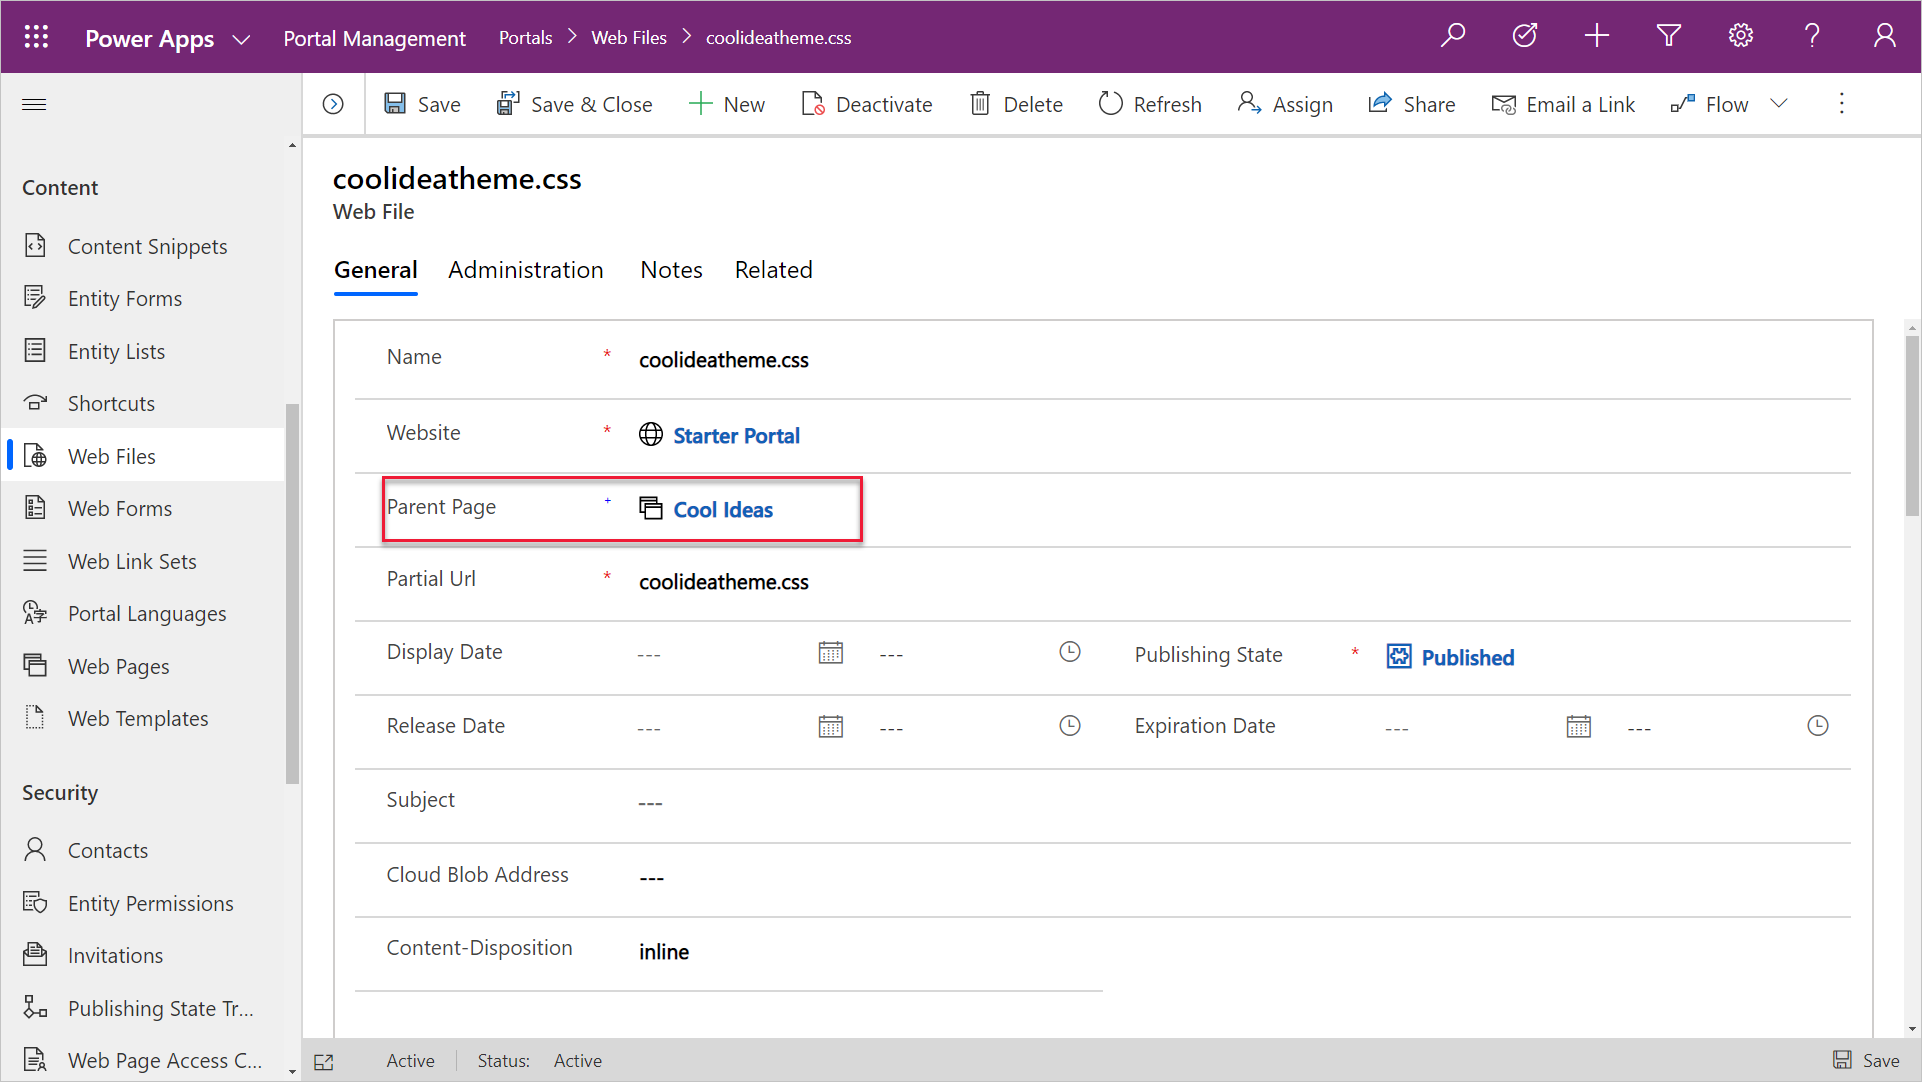 Power Apps Portal Management Portals Web Files coolideatheme.css ?
Save Save & Close New Deactivate Delete Refresh Assign Share Email a Link Flow
Content
Content Snippets
Entity Forms
Entity Lists
Shortcuts
Web Files
Web Forms
Web Link Sets
Portal Languages
Web Pages
Web Templates
Security
Contacts
Entity Permissions
Invitations
Publishing State Tr...
Web Page Access C...
coolideatheme.css
Web File
General Administration Notes Related
Name * coolideatheme.css
Website * Starter Portal
Parent Page + Cool Ideas
Partial Url * coolideatheme.css
Display Date --- --- Publishing State * Published
Release Date --- --- Expiration Date --- ---
Subject ---
Cloud Blob Address ---
Content-Disposition inline
Active Status: Active Save